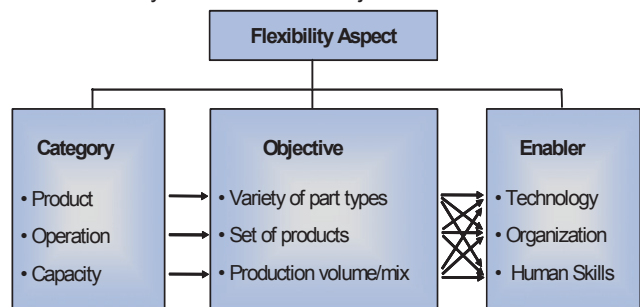 Flexibility Aspect
Category
• Product
• Operation
• Capacity
Objective
• Variety of part types
• Set of products
• Production volume/mix
Enabler
• Technology
• Organization
• Human Skills